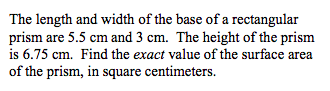 The length and width of the base of a rectangular
prism are 5.5 cm and 3 cm.  The height of the prism
is 6.75 cm.  Find the exact value of the surface area
of the prism, in square centimeters.